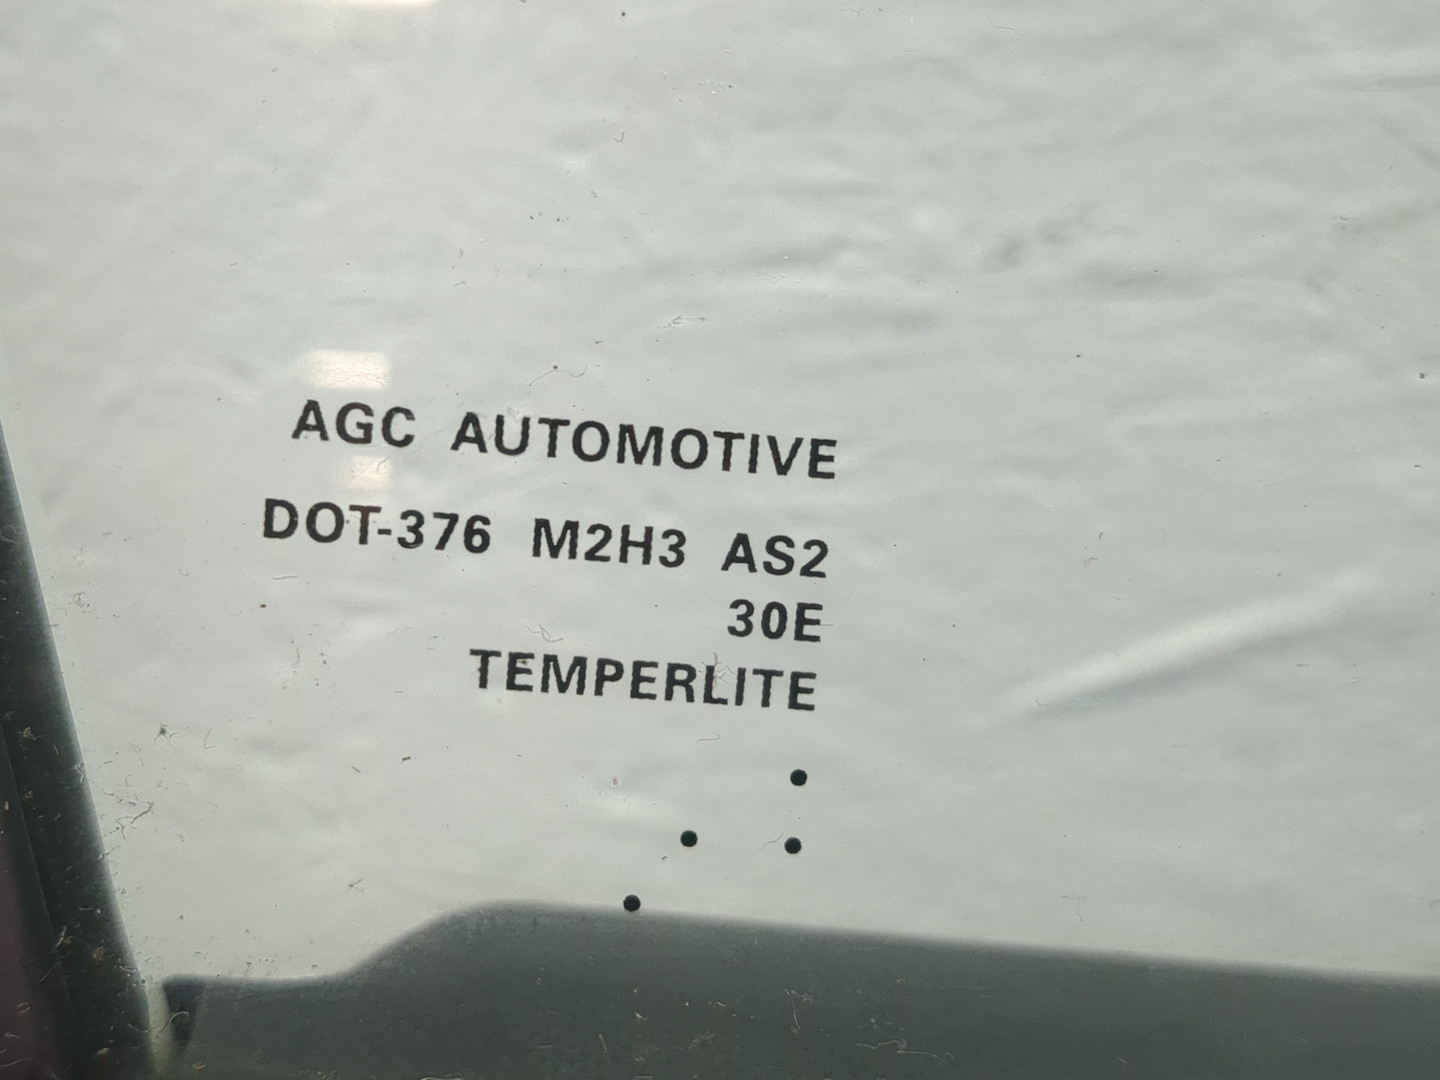 AGC AUTOMOTIVE
DOT-376 M2H3 AS2
30E
TEMPERLITE